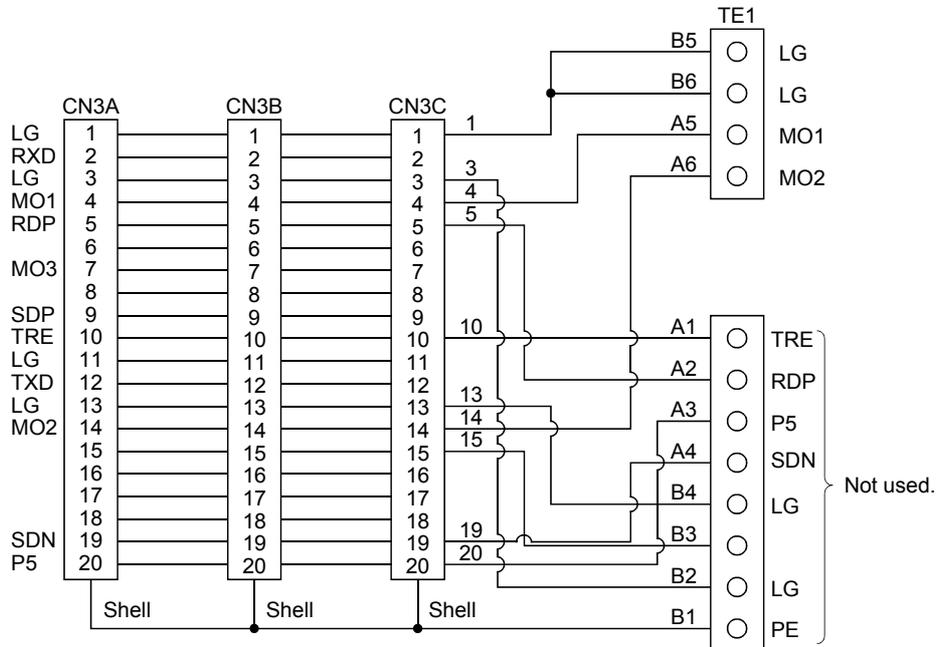 TE1
B5 LG
B6 LG
A5 MO1
A6 MO2
CN3A CN3B CN3C
LG 1 1 1 1
RXD 2 2 2
LG 3 3 3 3
MO1 4 4 4 4
RDP 5 5 5 5
6 6 6
MO3 7 7 7
8 8 8
SDP 9 9 9
TRE 10 10 10 10
LG 11 11 11
TXD 12 12 12
LG 13 13 13 13
MO2 14 14 14 14
15 15 15 15
16 16 16
17 17 17
18 18 18
SDN 19 19 19 19
P5 20 20 20 20
Shell Shell Shell
A1 TRE
A2 RDP
A3 P5
A4 SDN
B4 LG
B3
B2 LG
B1 PE
Not used.